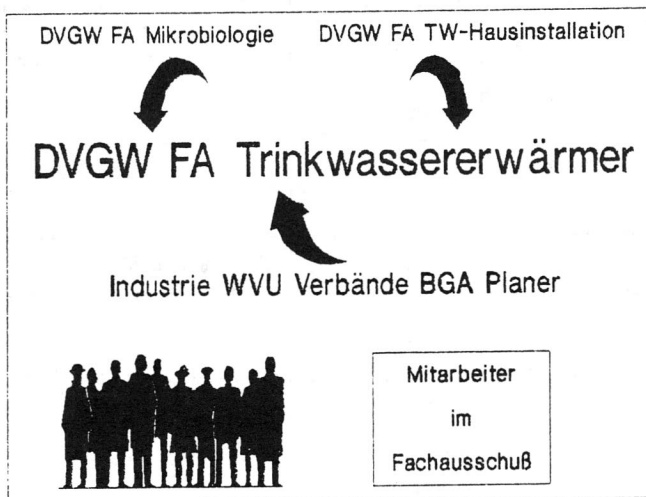 DVGW FA Mikrobiologie
DVGW FA TW-Hausinstallation
DVGW FA Trinkwassererwärmer
Industrie WVU Verbände BGA Planer
Mitarbeiter
im
Fachausschuß